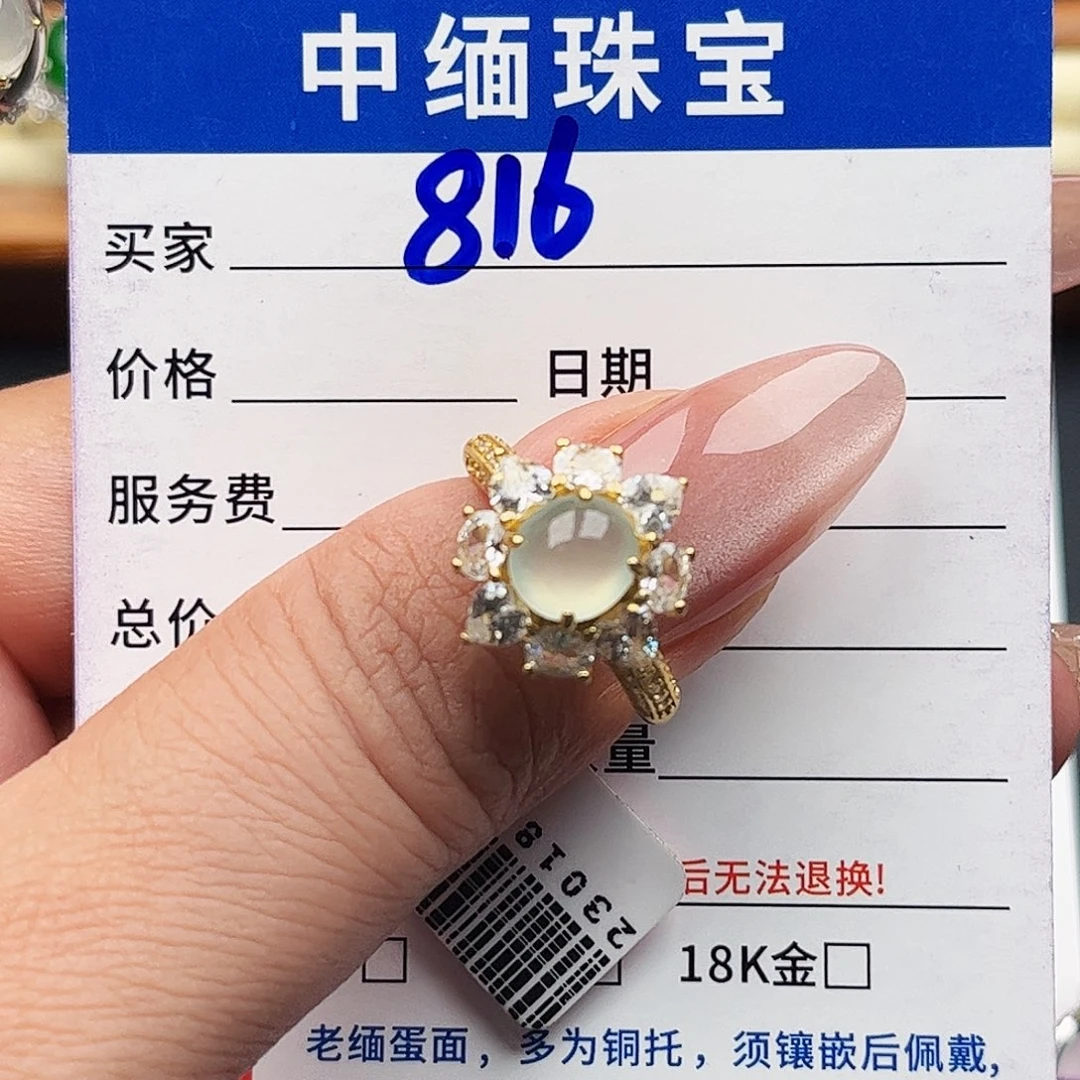 中缅珠宝
816
买家
价格 日期
服务费
总价
量
后无法退换!
23018
18K金
老缅蛋面，多为铜托，须镶嵌后佩戴,